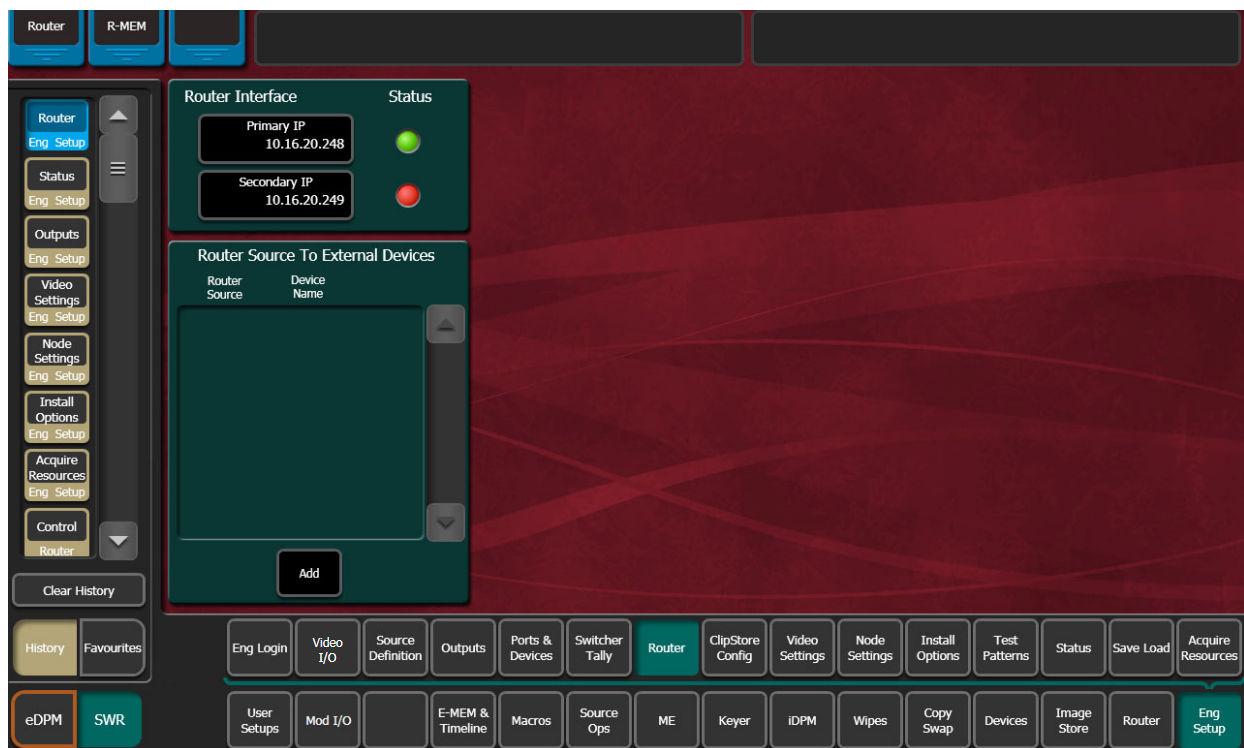 Router
R-MEM
Router
Eng Setup
Status
Eng Setup
Outputs
Eng Setup
Video
Settings
Eng Setup
Node
Settings
Eng Setup
Install
Options
Eng Setup
Acquire
Resources
Eng Setup
Control
Router
Clear History
History
Favourites
eDPM
SWR
Router Interface
Status
Primary IP
10.16.20.248
Secondary IP
10.16.20.249
Router Source To External Devices
Router
Source
Device
Name
Add
Eng Login
Video
I/O
Source
Definition
Outputs
Ports &
Devices
Switcher
Tally
Router
ClipStore
Config
Video
Settings
Node
Settings
Install
Options
Test
Patterns
Status
Save Load
Acquire
Resources
User
Setups
Mod I/O
E-MEM &
Timeline
Macros
Source
Ops
ME
Keyer
iDPM
Wipes
Copy
Swap
Devices
Image
Store
Router
Eng
Setup